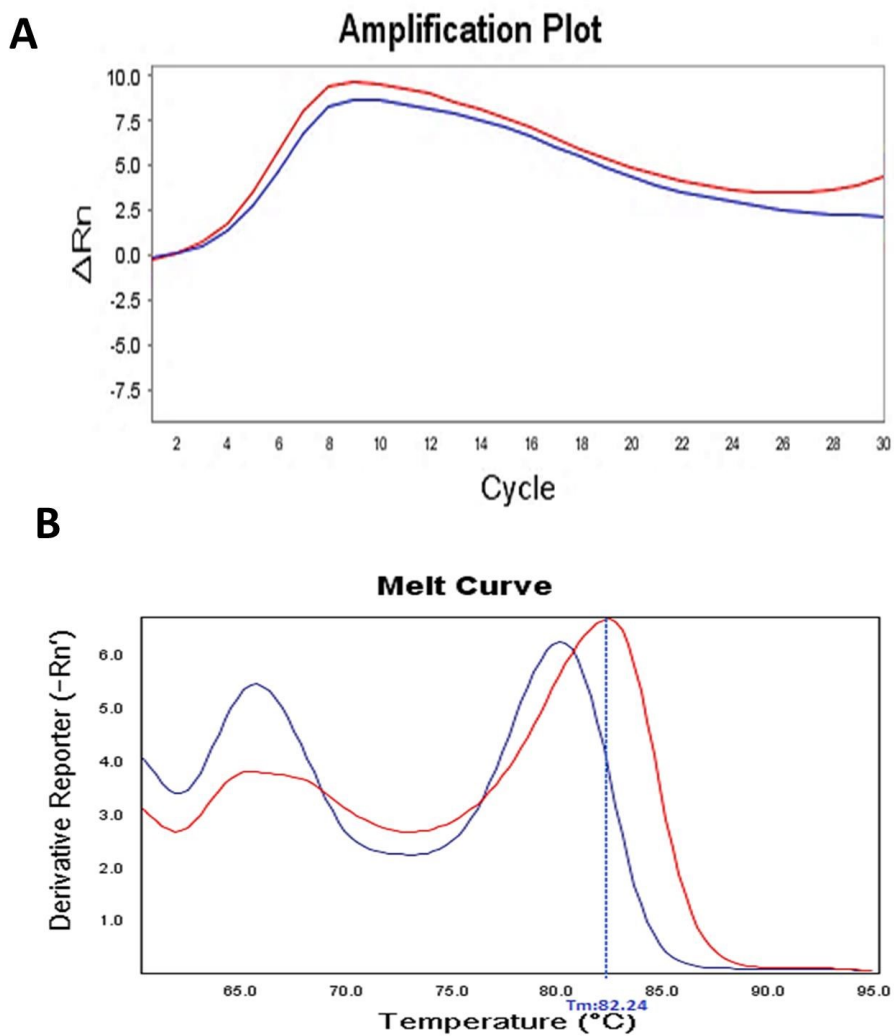 A
Amplification Plot
10.0
7.5
5.0
2.5
0.0
-2.5
-5.0
-7.5
ΔRn
2 4 6 8 10 12 14 16 18 20 22 24 26 28 30
Cycle
B
Melt Curve
6.0
5.0
4.0
3.0
2.0
1.0
Derivative Reporter (−Rn')
65.0 70.0 75.0 80.0 85.0 90.0 95.0
Tm:82.24
Temperature (°C)